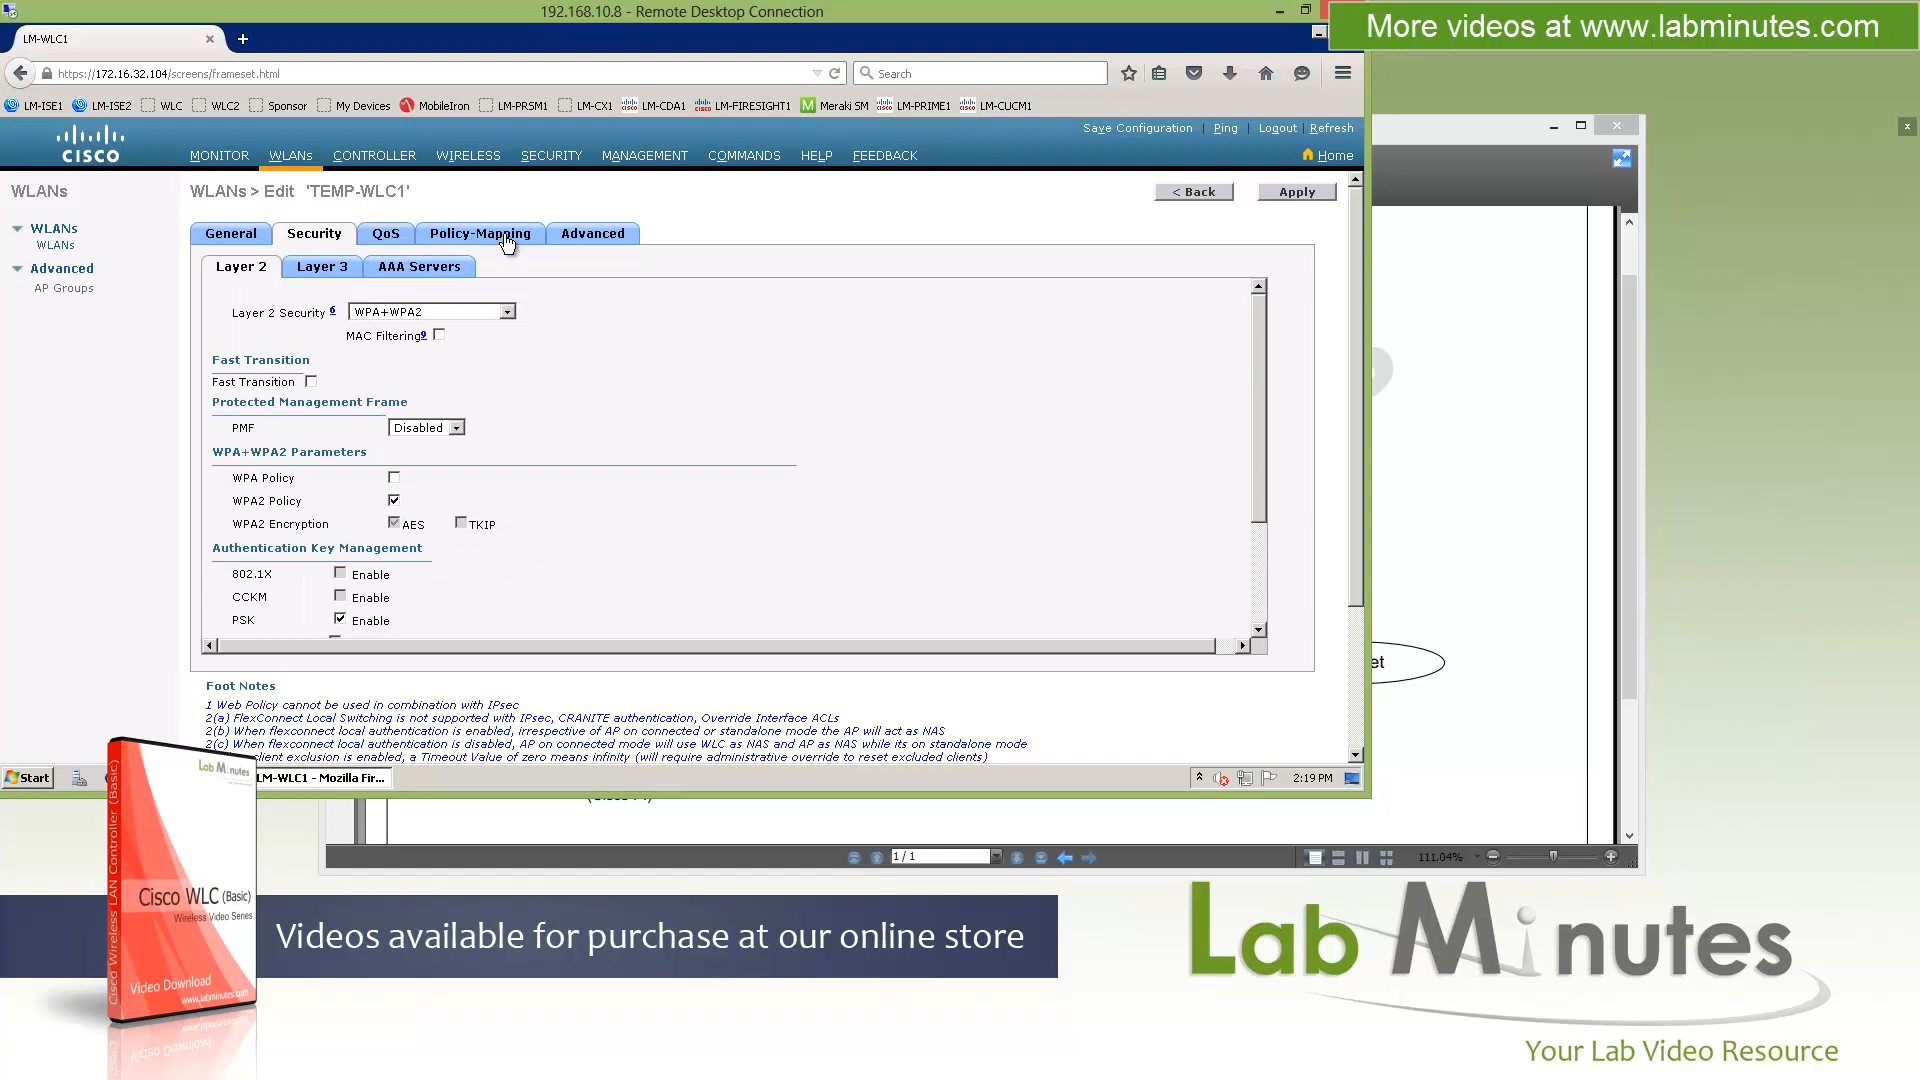 192.168.10.8 - Remote Desktop Connection
More videos at www.labminutes.com
LM-WLC1
https://172.16.32.104/screens/frameset.html
Search
LM-ISE1 LM-ISE2 WLC WLC2 Sponsor My Devices MobileIron LM-PRSM1 LM-CX1 LM-CDA1 LM-FIRESIGHT1 Meraki SM LM-PRIME1 LM-CUCM1
Save Configuration | Ping | Logout | Refresh
CISCO
MONITOR WLANs CONTROLLER WIRELESS SECURITY MANAGEMENT COMMANDS HELP FEEDBACK Home
WLANs
WLANs > Edit 'TEMP-WLC1'
< Back Apply
WLANs
WLANs
Advanced
AP Groups
General Security QoS Policy-Mapping Advanced
Layer 2 Layer 3 AAA Servers
Layer 2 Security 6 WPA+WPA2
MAC Filtering9
Fast Transition
Fast Transition
Protected Management Frame
PMF Disabled
WPA+WPA2 Parameters
WPA Policy
WPA2 Policy
WPA2 Encryption AES TKIP
Authentication Key Management
802.1X Enable
CCKM Enable
PSK Enable
et
Foot Notes
1 Web Policy cannot be used in combination with IPsec
2(a) FlexConnect Local Switching is not supported with IPsec, CRANITE authentication, Override Interface ACLs
2(b) When flexconnect local authentication is enabled, irrespective of AP on connected or standalone mode the AP will act as NAS
2(c) When flexconnect local authentication is disabled, AP on connected mode will use WLC as NAS and AP as NAS while its on standalone mode
client exclusion is enabled, a Timeout Value of zero means infinity (will require administrative override to reset excluded clients)
Start
LM-WLC1 - Mozilla Fir...
2:19 PM
1 / 1
111.04%
Lab Minutes
Cisco Wireless LAN Controller (Basic)
Cisco WLC (Basic)
Wireless Video Series
Video Download
www.labminutes.com
Videos available for purchase at our online store
Lab Minutes
Your Lab Video Resource